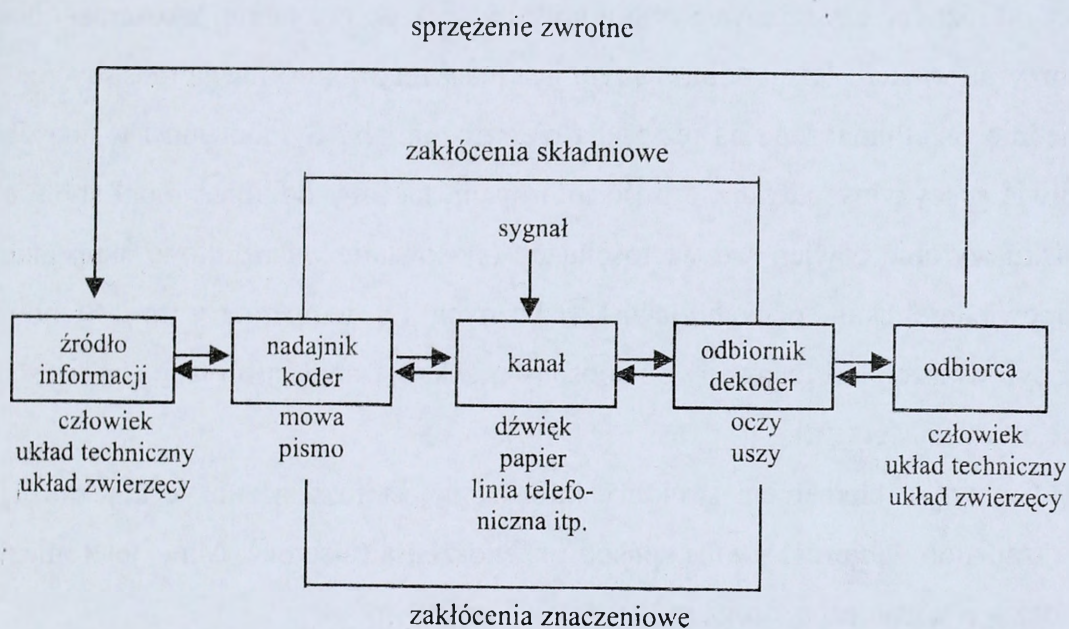 sprzężenie zwrotne
zakłócenia składniowe
sygnał
źródło
informacji
nadajnik
koder
kanał
odbiornik
dekoder
odbiorca
człowiek
układ techniczny
układ zwierzęcy
mowa
pismo
dźwięk
papier
linia telefo-
niczna itp.
oczy
uszy
człowiek
układ techniczny
układ zwierzęcy
zakłócenia znaczeniowe